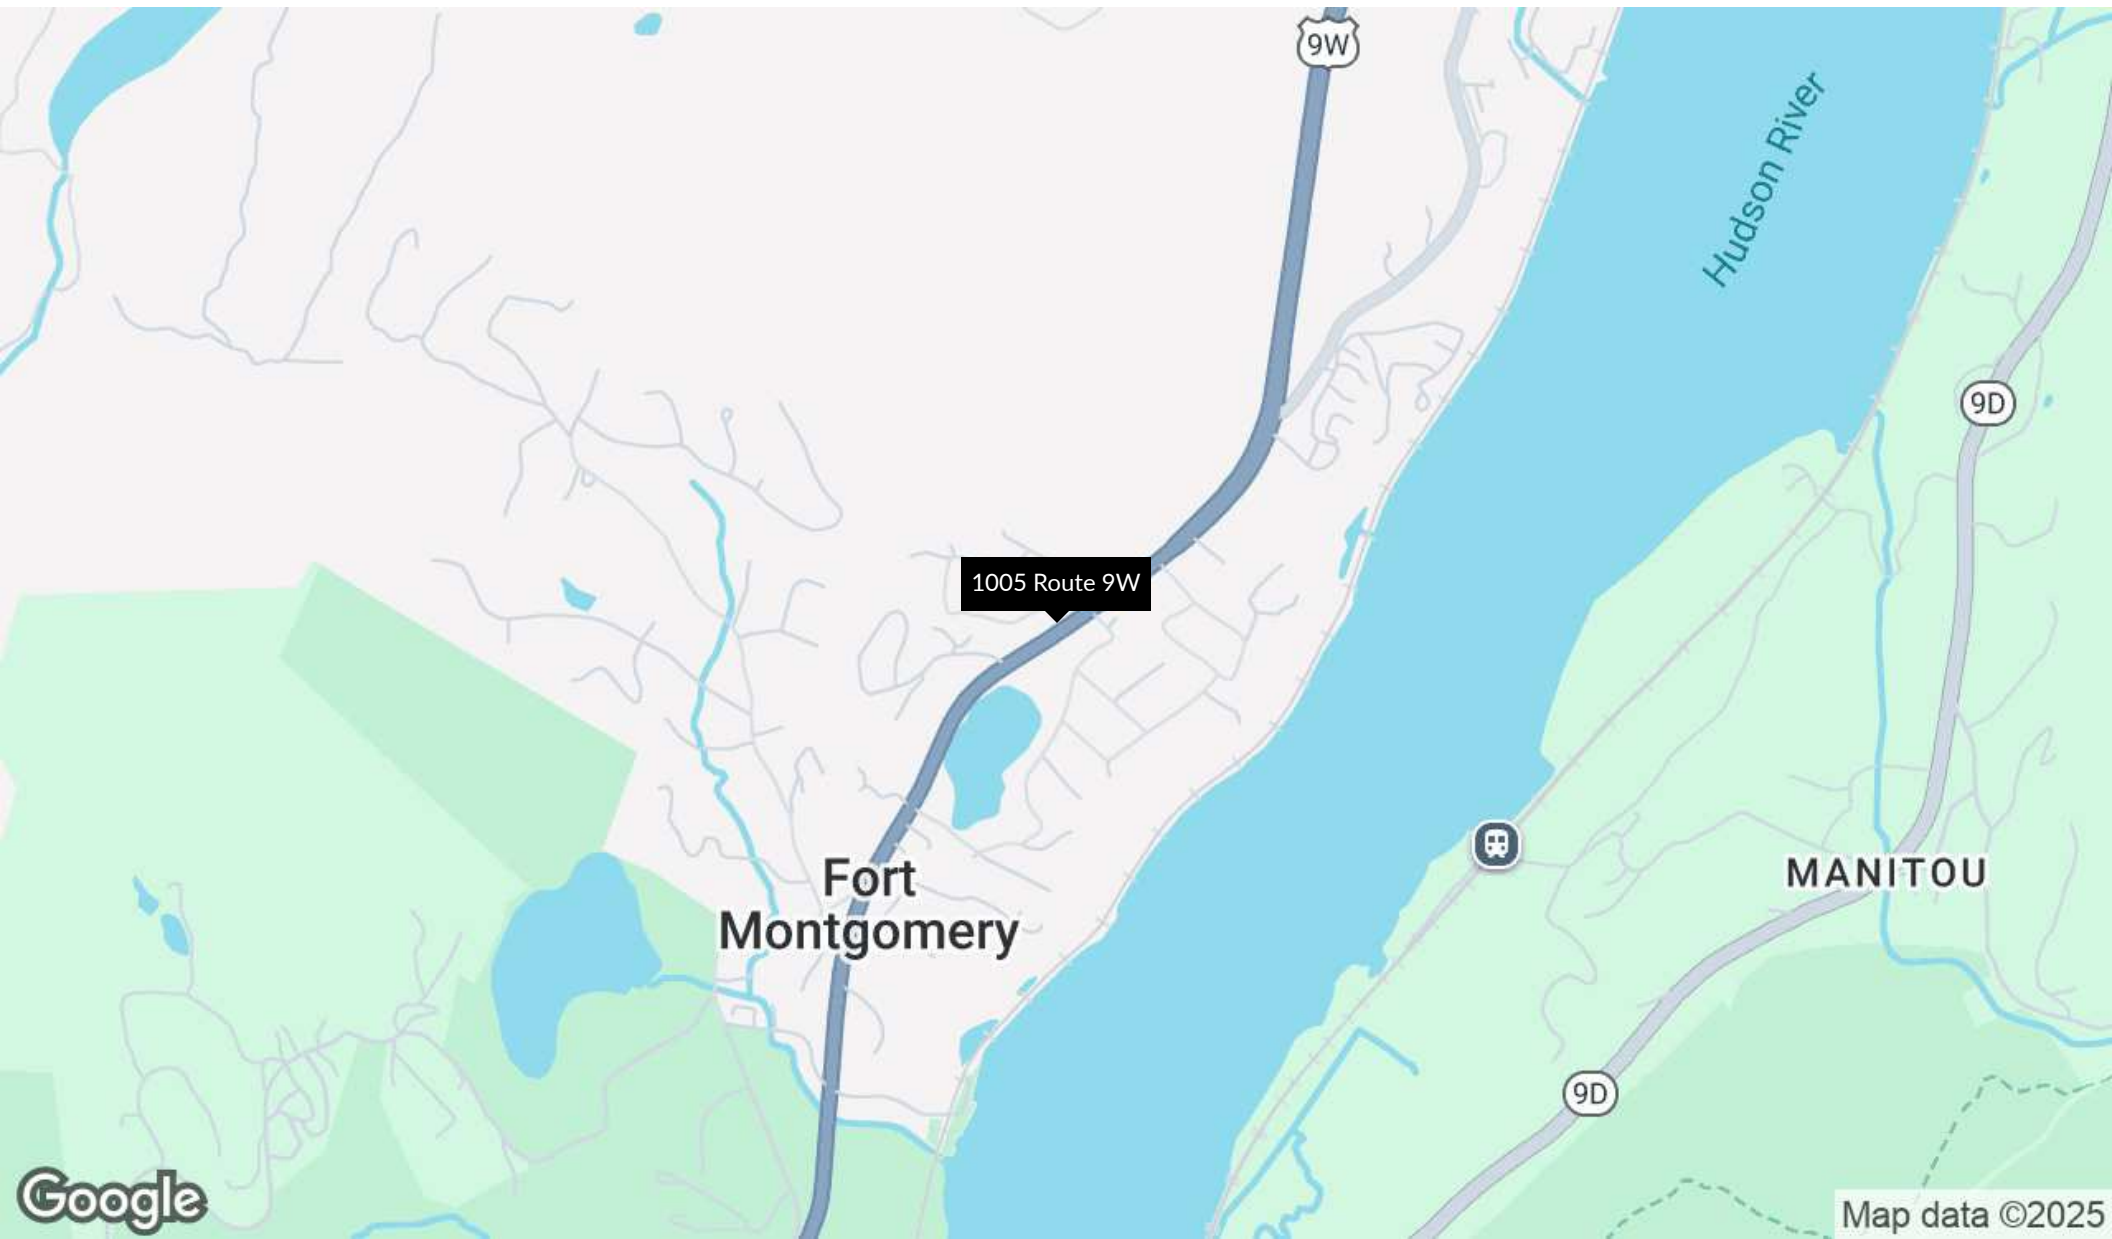 9W
Hudson River
9D
1005 Route 9W
Fort
Montgomery
MANITOU
9D
Google
Map data ©2025